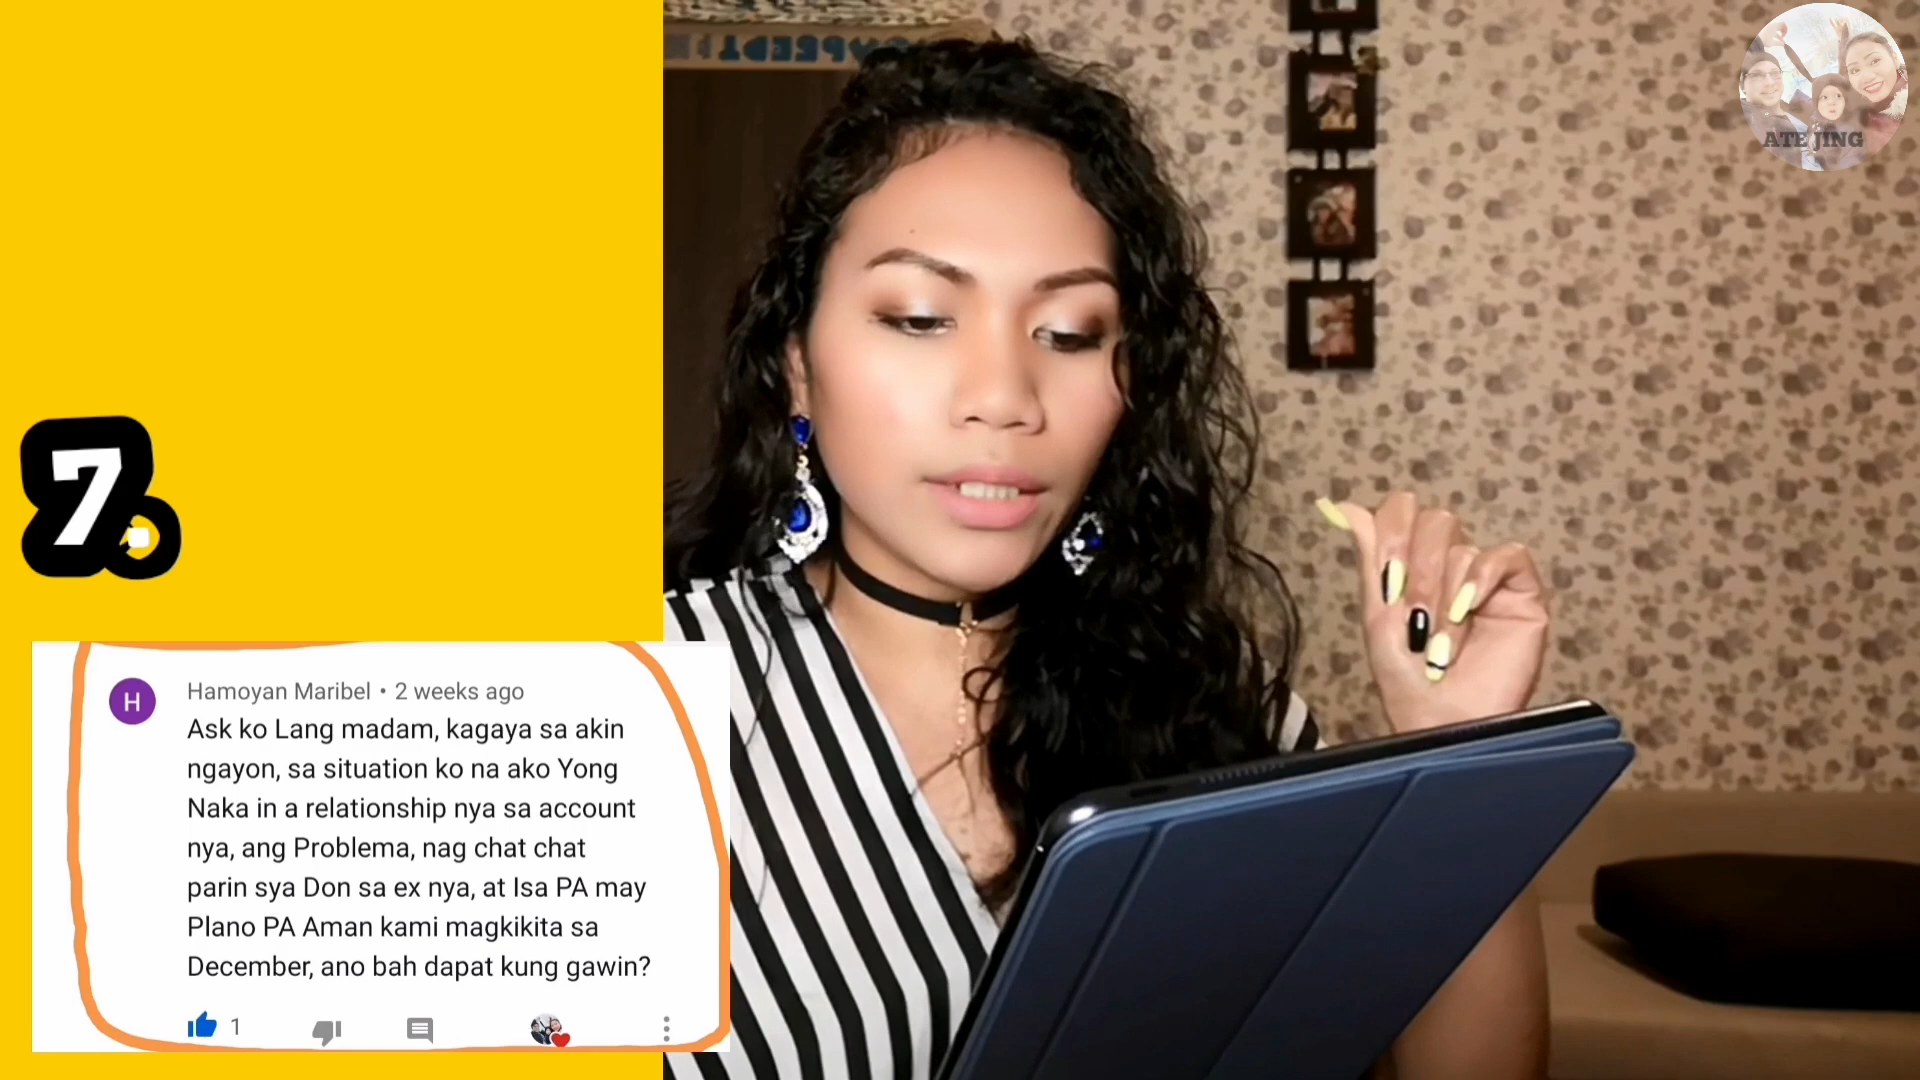 7.
Hamoyan Maribel • 2 weeks ago
Ask ko Lang madam, kagaya sa akin
ngayon, sa situation ko na ako Yong
Naka in a relationship nya sa account
nya, ang Problema, nag chat chat
parin sya Don sa ex nya, at Isa PA may
Plano PA Aman kami magkikita sa
December, ano bah dapat kung gawin?
1
ATE JING